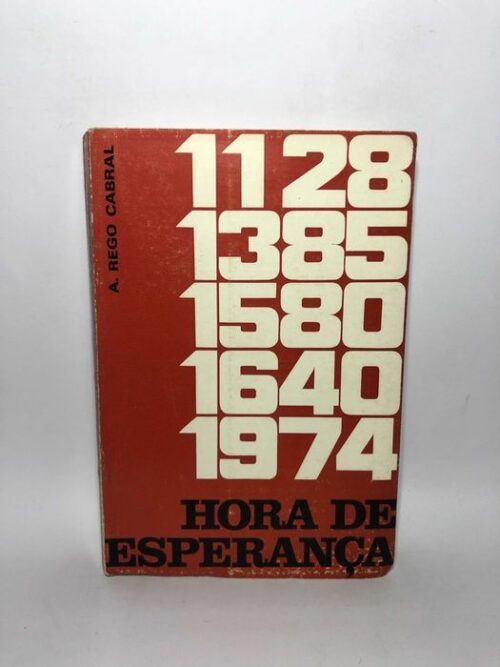 A. REGO CABRAL
1128
1385
1580
1640
1974
HORA DE
ESPERANÇA